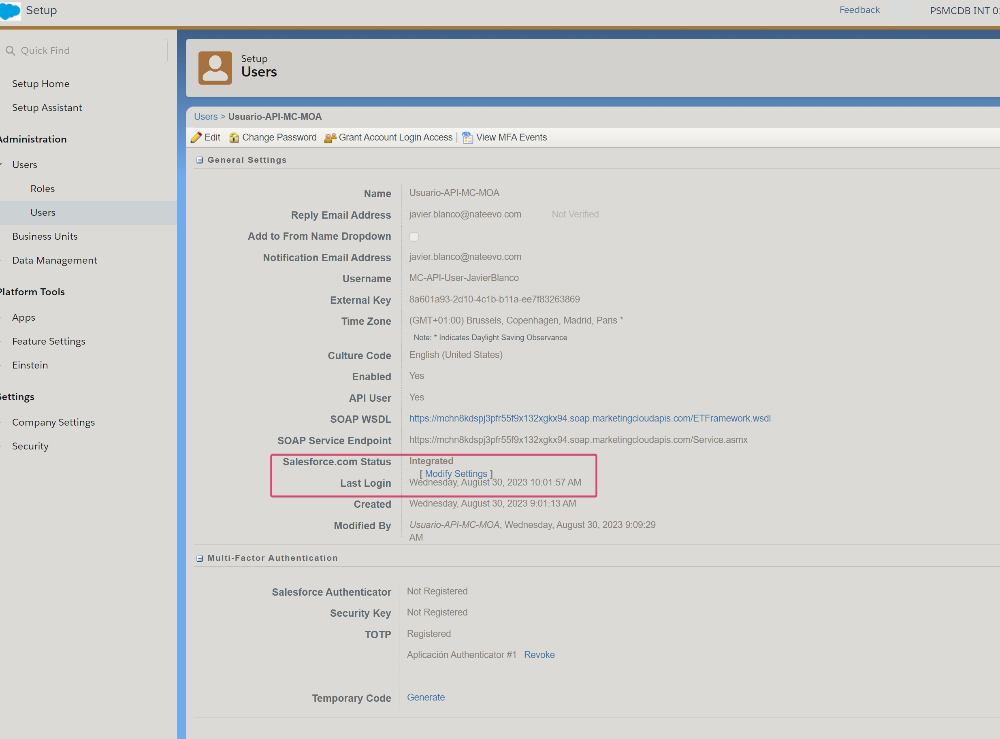 Setup
Feedback
PSMCDB INT
Quick Find
Setup Home
Setup Assistant
Administration
Users
Roles
Users
Business Units
Data Management
Platform Tools
Apps
Feature Settings
Einstein
Settings
Company Settings
Security
Setup
Users
Users > Usuario-API-MC-MOA
Edit Change Password Grant Account Login Access | View MFA Events
General Settings
Name Usuario-API-MC-MOA
Reply Email Address javier.blanco@nateevo.com Not Verified
Add to From Name Dropdown
Notification Email Address javier.blanco@nateevo.com
Username MC-API-User-JavierBlanco
External Key 8a601a93-2d10-4c1b-b11a-ee7f83263869
Time Zone (GMT+01:00) Brussels, Copenhagen, Madrid, Paris *
Note: * Indicates Daylight Saving Observance
Culture Code English (United States)
Enabled Yes
API User Yes
SOAP WSDL https://mchn8kdspj3pfr55f9x132xgkx94.soap.marketingcloudapis.com/ETFramework.wsdl
SOAP Service Endpoint https://mchn8kdspj3pfr55f9x132xgkx94.soap.marketingcloudapis.com/Service.asmx
Salesforce.com Status Integrated
[ Modify Settings ]
Last Login Wednesday, August 30, 2023 10:01:57 AM
Created Wednesday, August 30, 2023 9:01:13 AM
Modified By Usuario-API-MC-MOA, Wednesday, August 30, 2023 9:09:29
AM
Multi-Factor Authentication
Salesforce Authenticator Not Registered
Security Key Not Registered
TOTP Registered
Aplicación Authenticator #1 Revoke
Temporary Code Generate